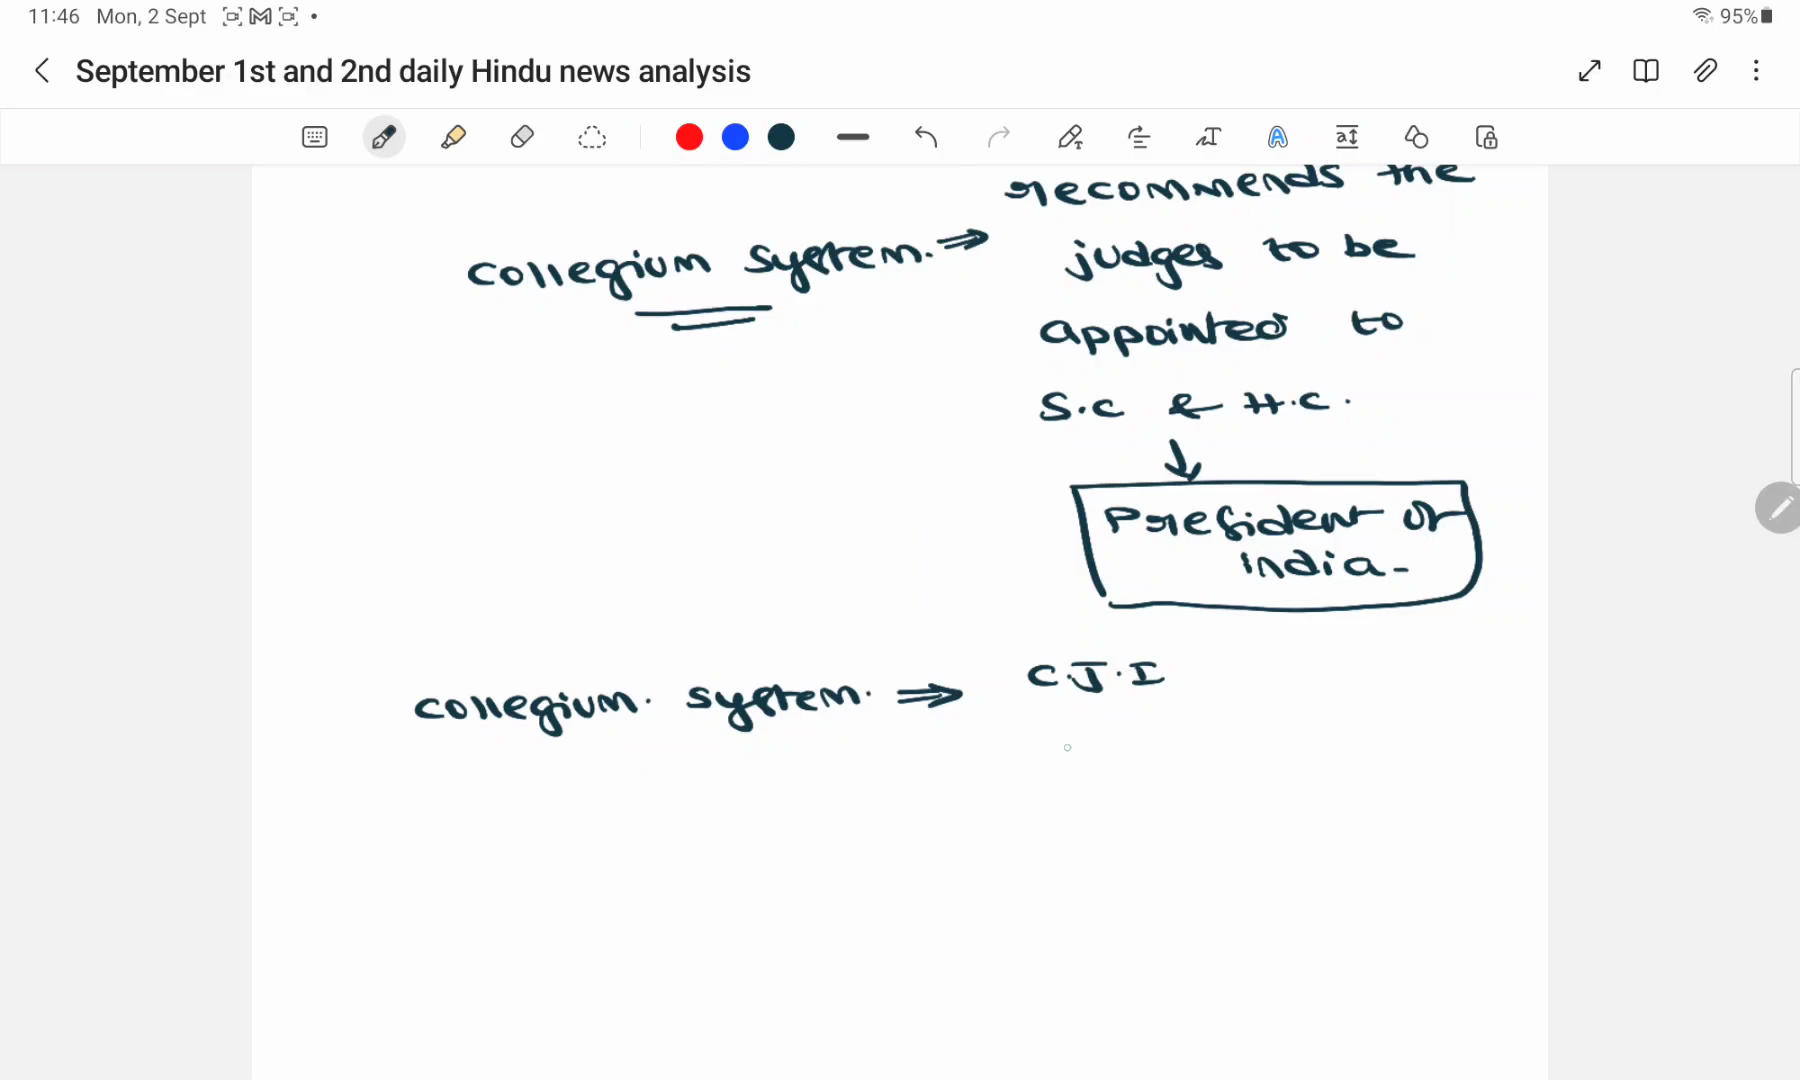 11:46 Mon, 2 Sept 95%
September 1st and 2nd daily Hindu news analysis
recommends the
collegium system. ⇒ judges to be
appointed to
S.C & H.C.
↓
President of
india-
C.J.I
collegium. system. ⇒